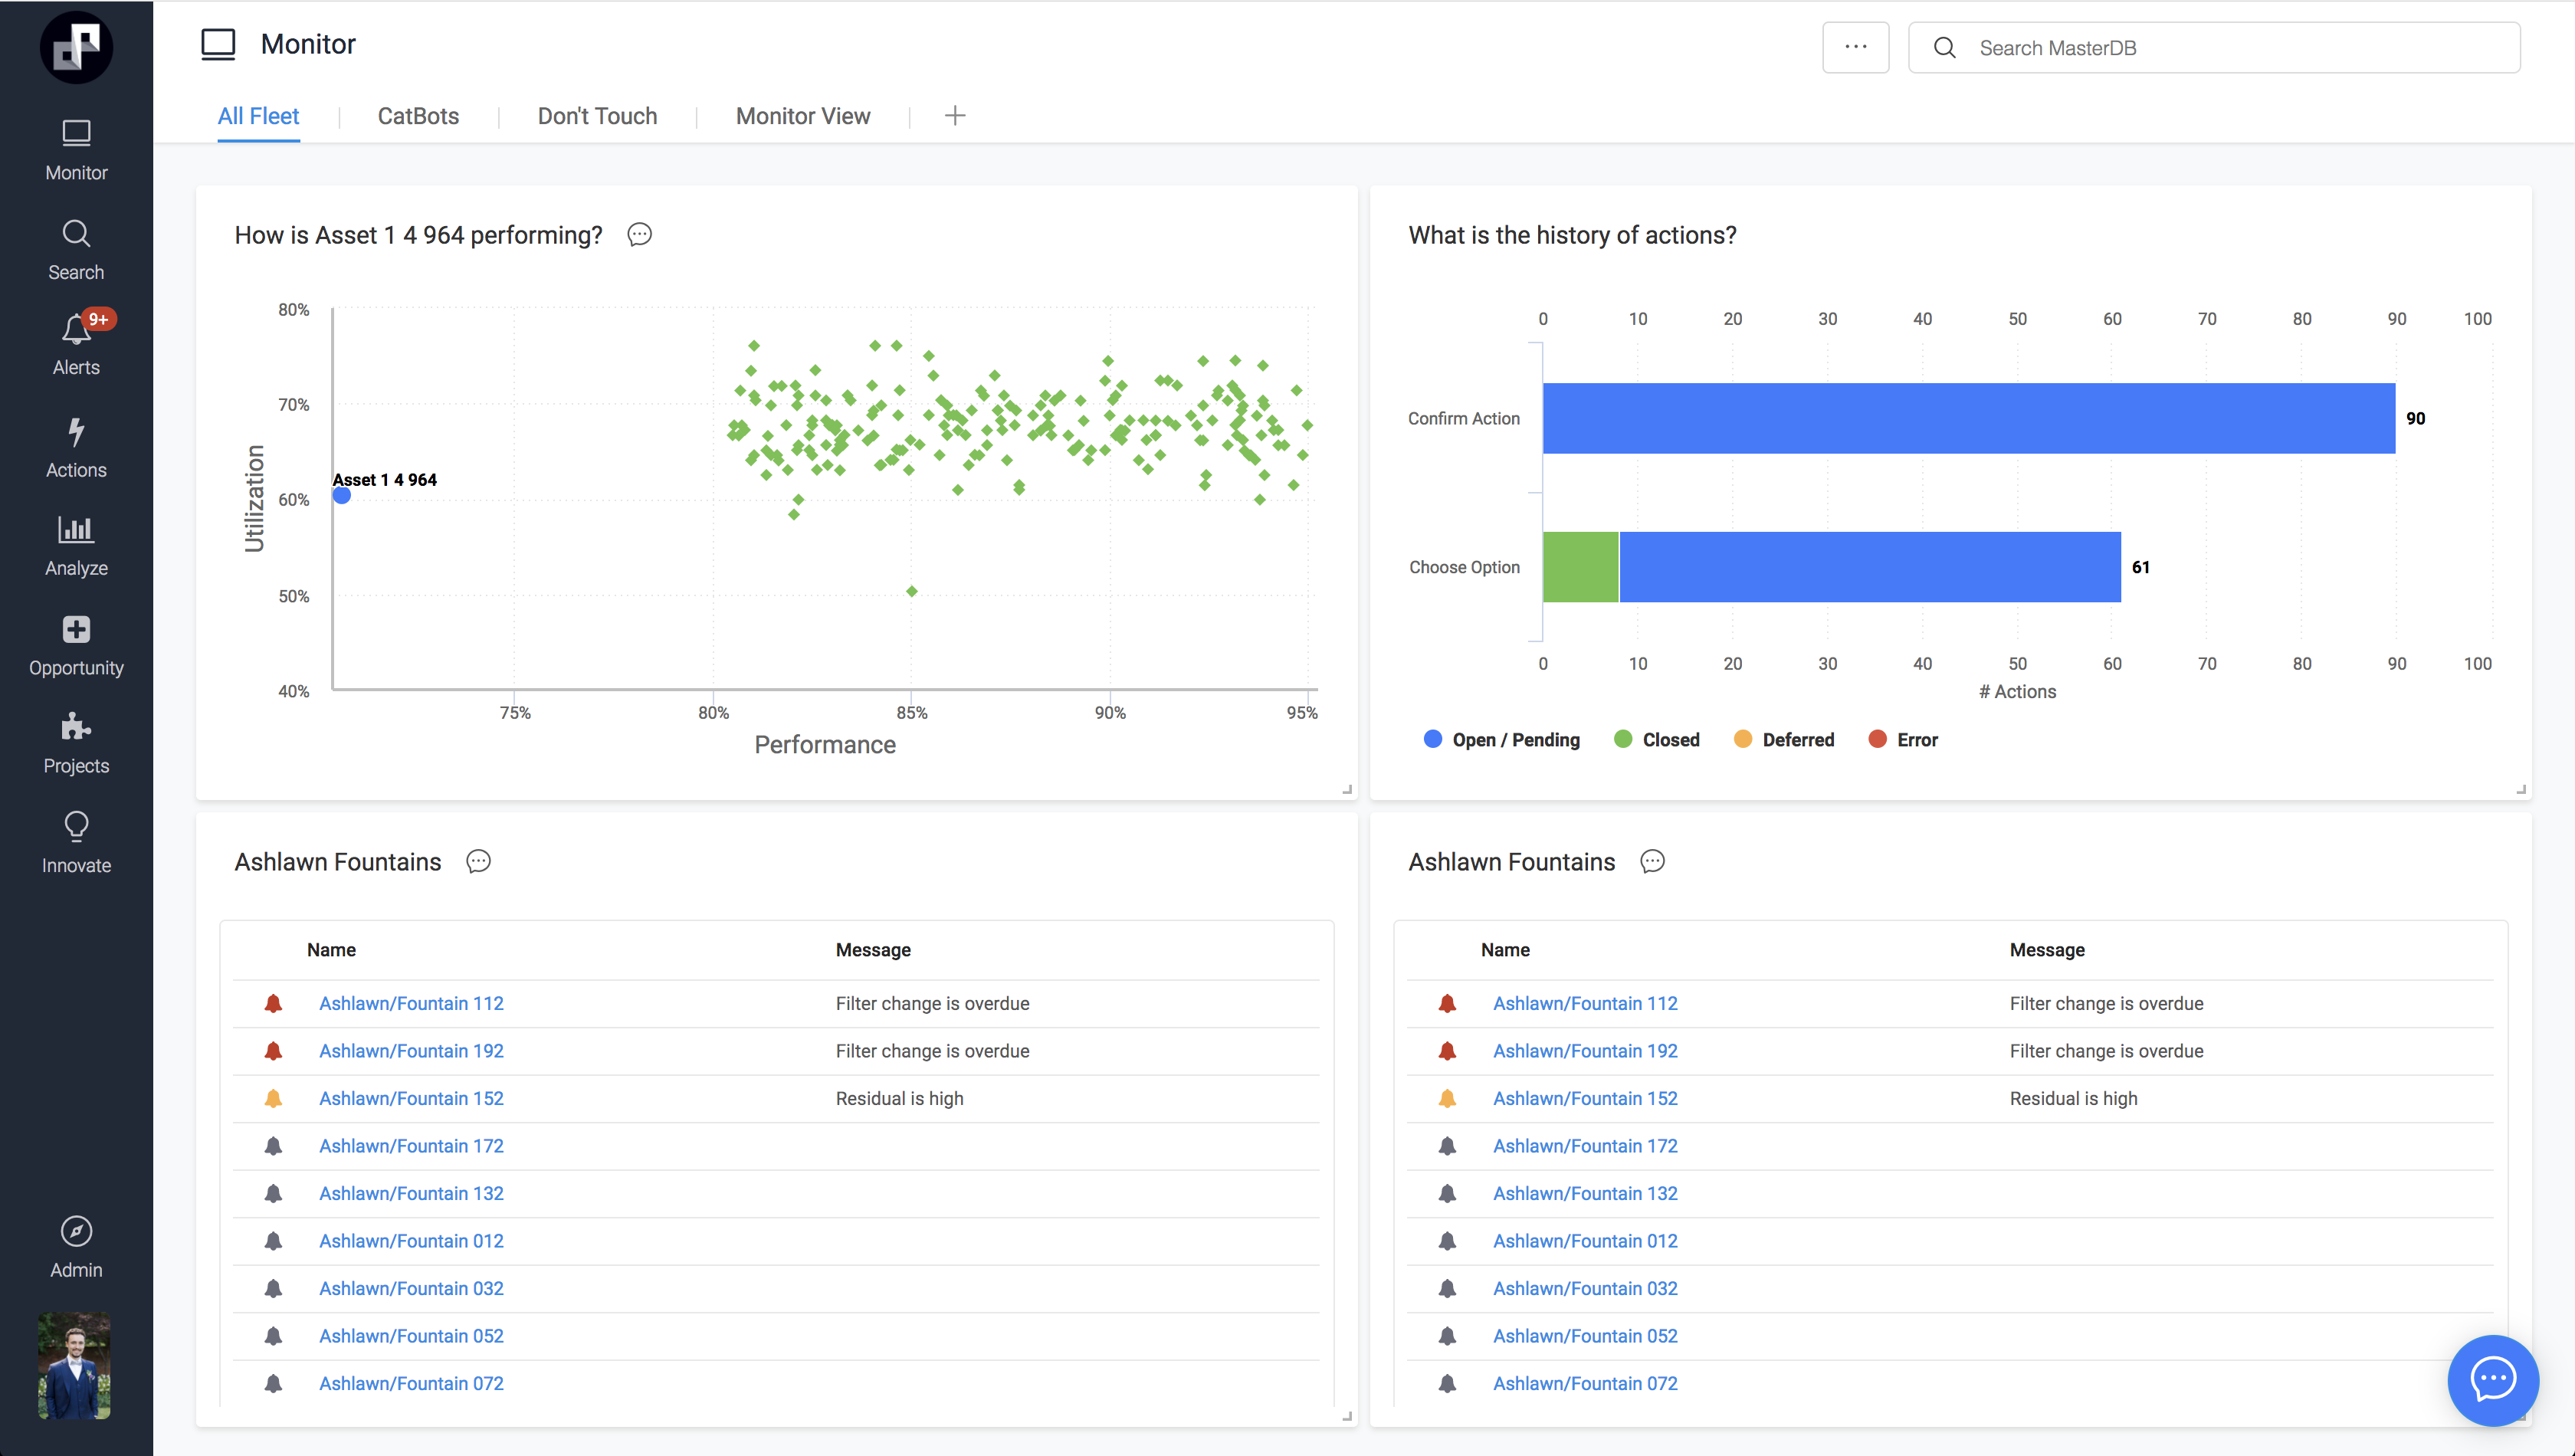 Monitor
Search MasterDB
All Fleet
CatBots
Don't Touch
Monitor View
Monitor
Search
9+
Alerts
Actions
Analyze
Opportunity
Projects
Innovate
Admin
How is Asset 1 4 964 performing?
80%
70%
60%
50%
40%
Utilization
Asset 1 4 964
75% 80% 85% 90% 95%
Performance
What is the history of actions?
0 10 20 30 40 50 60 70 80 90 100
Confirm Action 90
Choose Option 61
0 10 20 30 40 50 60 70 80 90 100
# Actions
Open / Pending Closed Deferred Error
Ashlawn Fountains
Name Message
Ashlawn/Fountain 112 Filter change is overdue
Ashlawn/Fountain 192 Filter change is overdue
Ashlawn/Fountain 152 Residual is high
Ashlawn/Fountain 172
Ashlawn/Fountain 132
Ashlawn/Fountain 012
Ashlawn/Fountain 032
Ashlawn/Fountain 052
Ashlawn/Fountain 072
Ashlawn Fountains
Name Message
Ashlawn/Fountain 112 Filter change is overdue
Ashlawn/Fountain 192 Filter change is overdue
Ashlawn/Fountain 152 Residual is high
Ashlawn/Fountain 172
Ashlawn/Fountain 132
Ashlawn/Fountain 012
Ashlawn/Fountain 032
Ashlawn/Fountain 052
Ashlawn/Fountain 072